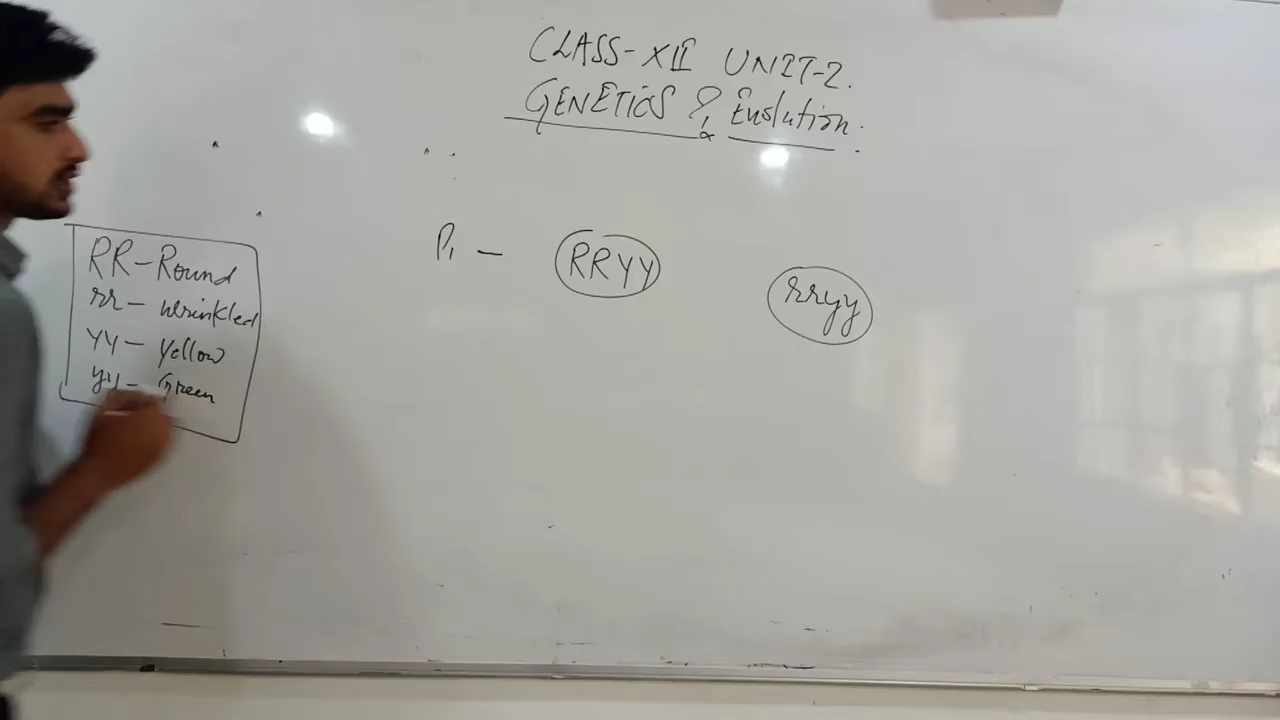 CLASS-XII UNIT-2.
GENETICS & Evolution.
P1 - RRYY rryy
RR-Round
rr-wrinkled
YY-Yellow
yy-Green